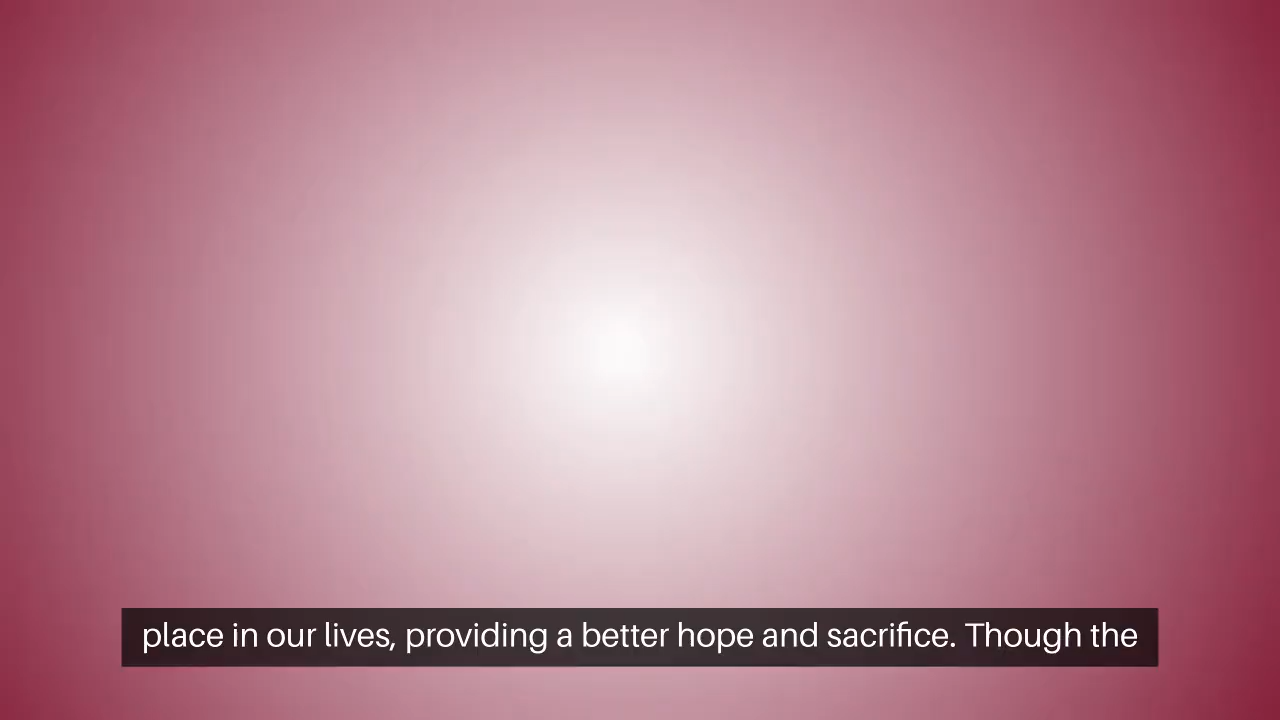 place in our lives, providing a better hope and sacrifice. Though the